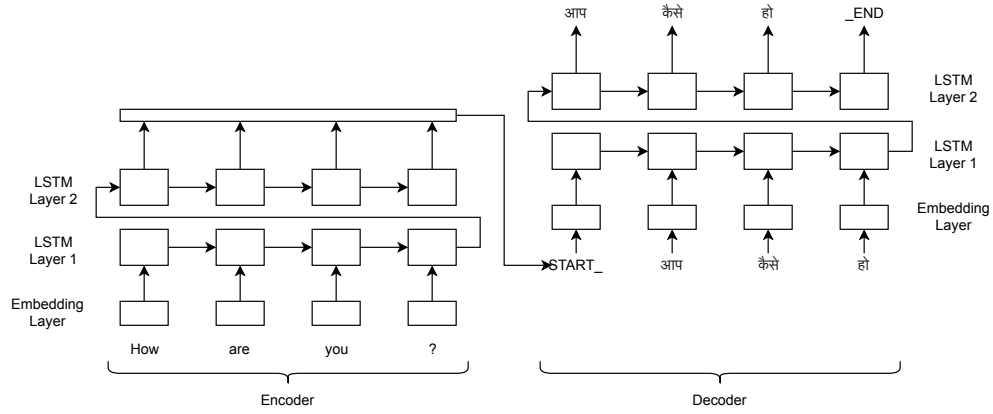 आप कैसे हो _END
LSTM
Layer 2
LSTM
Layer 1
Embedding
Layer
START_ आप कैसे हो
LSTM
Layer 2
LSTM
Layer 1
Embedding
Layer
How are you ?
Encoder
Decoder